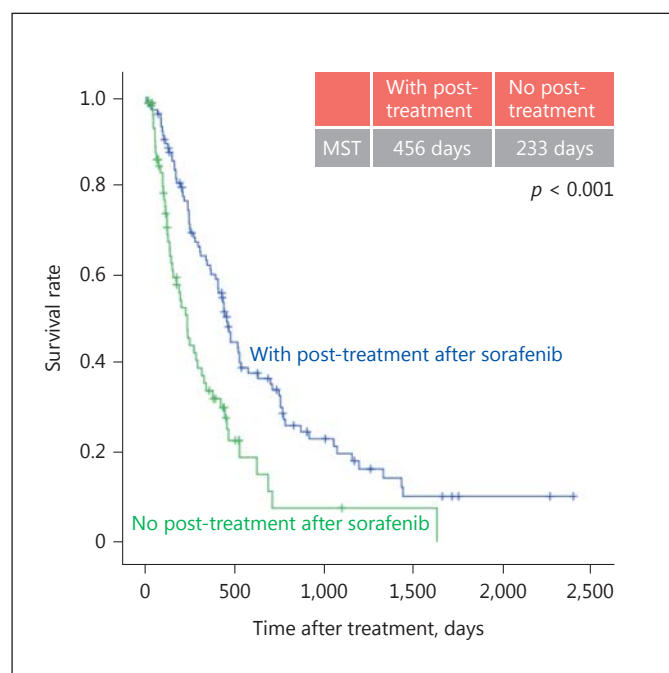 With post-
treatment
No post-
treatment
MST
456 days
233 days
p < 0.001
1.0
0.8
0.6
0.4
0.2
0
Survival rate
With post-treatment after sorafenib
No post-treatment after sorafenib
0
500
1,000
1,500
2,000
2,500
Time after treatment, days